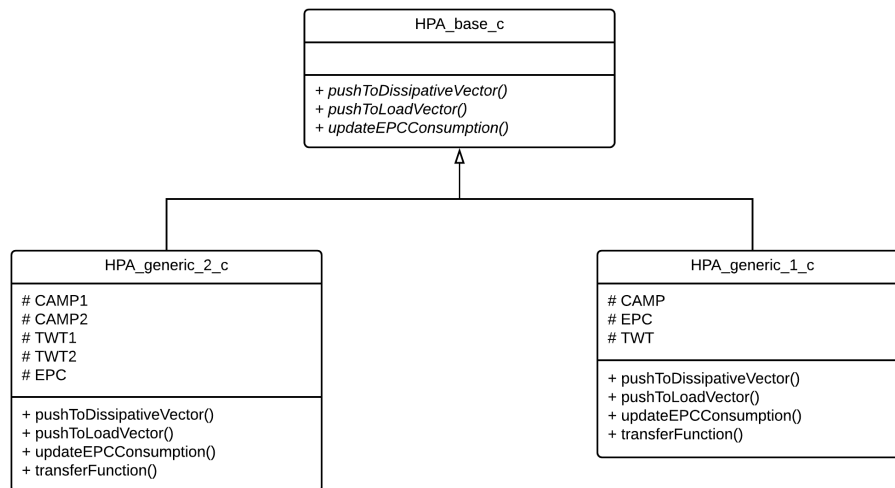 HPA_base_c
+ pushToDissipativeVector()
+ pushToLoadVector()
+ updateEPCConsumption()
HPA_generic_2_c
# CAMP1
# CAMP2
# TWT1
# TWT2
# EPC
+ pushToDissipativeVector()
+ pushToLoadVector()
+ updateEPCConsumption()
+ transferFunction()
HPA_generic_1_c
# CAMP
# EPC
# TWT
+ pushToDissipativeVector()
+ pushToLoadVector()
+ updateEPCConsumption()
+ transferFunction()